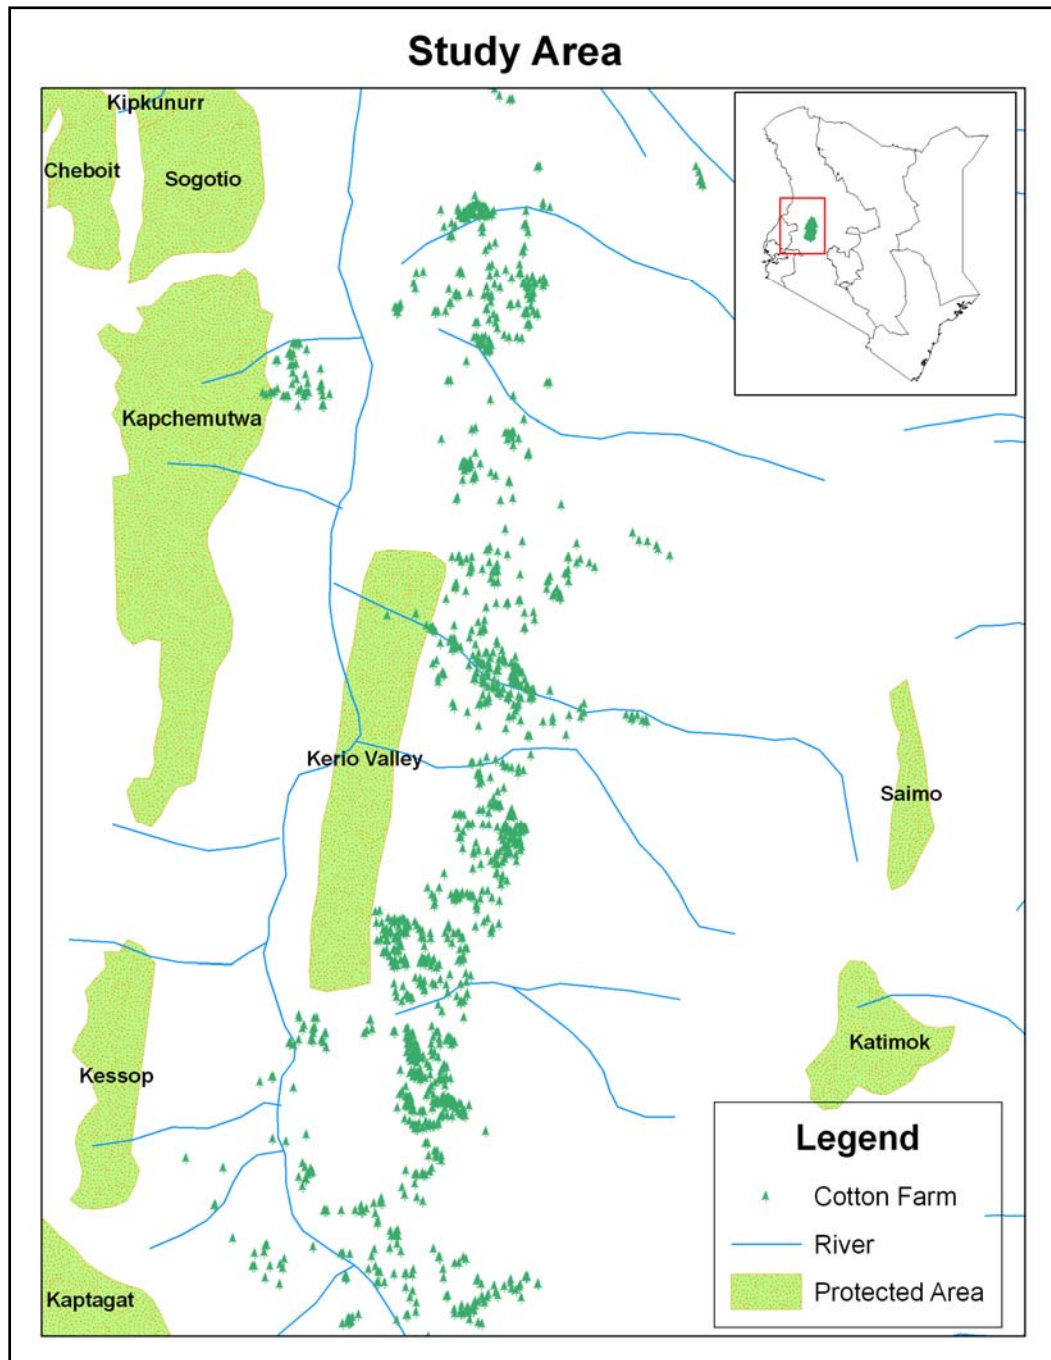 Study Area
Kipkunurr
Cheboit
Sogotio
Kapchemutwa
Kerio Valley
Saimo
Katimok
Kessop
Kaptagat
Legend
Cotton Farm
River
Protected Area